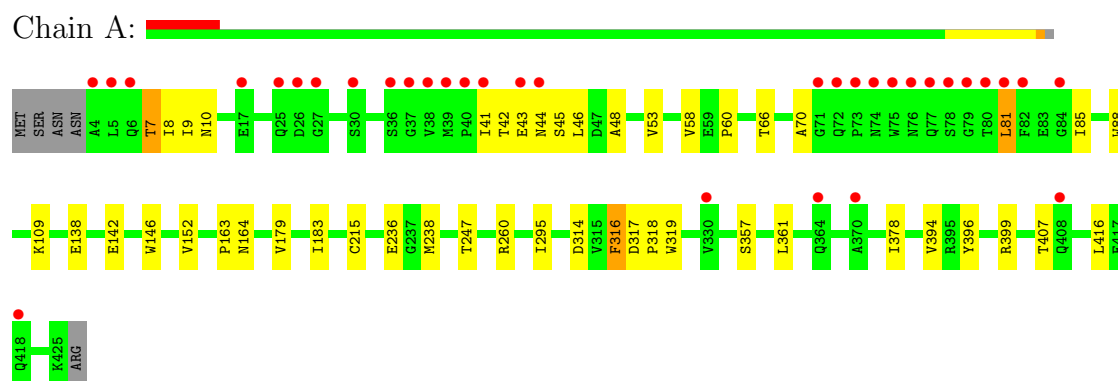 Chain A:
MET SER ASN ASN A4 L5 Q6 T7 I8 I9 N10 E17 Q25 D26 G27 S30 S36 G37 V38 M39 P40 I41 T42 E43 N44 S45 L46 D47 A48 V53 V58 E59 P60 T66 A70 G71 Q72 P73 N74 W75 N76 Q77 S78 G79 T80 L81 F82 E83 G84 I85 W88
K109 E138 E142 W146 V152 P163 N164 V179 I183 C215 E236 G237 M238 T247 R260 I295 D314 V315 F316 D317 P318 W319 V330 S357 L361 Q364 A370 I378 V394 R395 Y396 R399 T407 Q408 L416 E417
Q418 K425 ARG